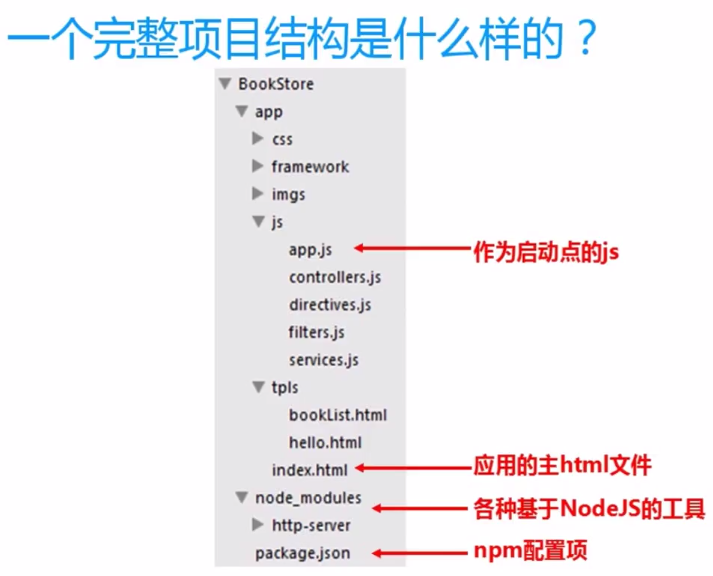 一个完整项目结构是什么样的？
BookStore
app
css
framework
imgs
js
app.js
作为启动点的js
controllers.js
directives.js
filters.js
services.js
tpls
bookList.html
hello.html
index.html
应用的主html文件
node_modules
各种基于NodeJS的工具
http-server
package.json
npm配置项